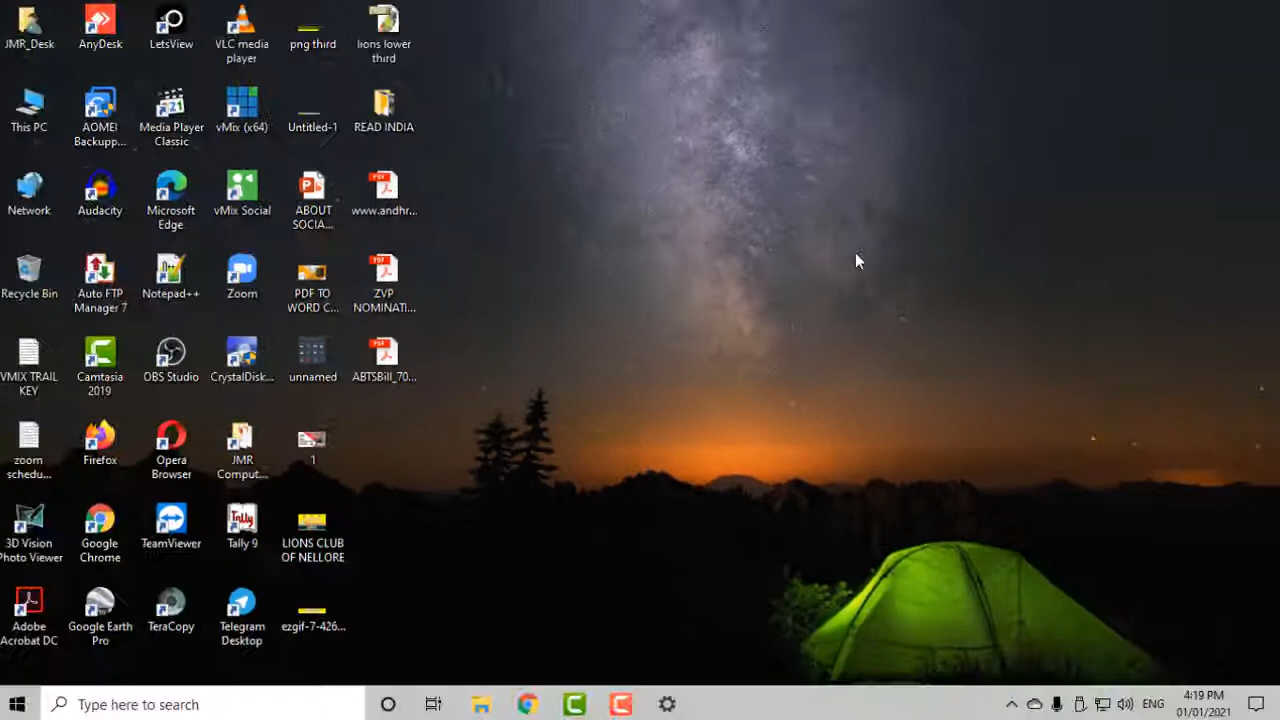 JMR_Desk
AnyDesk
LetsView
VLC media
player
png third
lions lower
third
This PC
AOMEI
Backupp...
21
Media Player
Classic
vMix (x64)
Untitled-1
READ INDIA
Network
Audacity
Microsoft
Edge
vMix Social
P
ABOUT
SOCIA...
PDF
www.andhr...
Recycle Bin
Auto FTP
Manager 7
Notepad++
Zoom
PDF TO
WORD C...
PDF
ZVP
NOMINATI...
VMIX TRAIL
KEY
Camtasia
2019
OBS Studio
CrystalDisk...
unnamed
PDF
ABTSBill_70...
zoom
schedu...
Firefox
Opera
Browser
JMR
Comput...
1
3D Vision
Photo Viewer
Google
Chrome
TeamViewer
Tally
Tally 9
LIONS CLUB
OF NELLORE
Adobe
Acrobat DC
Google Earth
Pro
TeraCopy
Telegram
Desktop
ezgif-7-426...
Type here to search
ENG
4:19 PM
01/01/2021